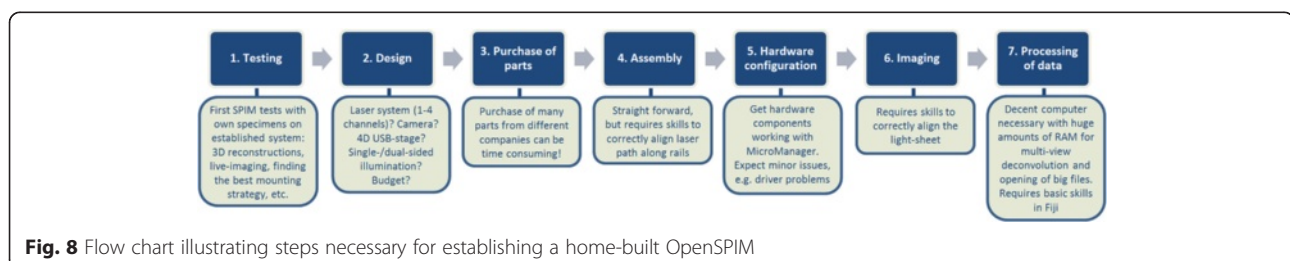 1. Testing
2. Design
3. Purchase of
parts
4. Assembly
5. Hardware
configuration
6. Imaging
7. Processing
of data
First SPIM tests with
own specimens on
established system:
3D reconstructions,
live-imaging, finding
the best mounting
strategy, etc.
Laser system (1-4
channels)? Camera?
4D USB-stage?
Single-/dual-sided
illumination?
Budget?
Purchase of many
parts from different
companies can be
time consuming!
Straight forward,
but requires skills to
correctly align laser
path along rails
Get hardware
components
working with
MicroManager.
Expect minor issues,
e.g. driver problems
Requires skills to
correctly align the
light-sheet
Decent computer
necessary with huge
amounts of RAM for
multi-view
deconvolution and
opening of big files.
Requires basic skills
in Fiji
Fig. 8 Flow chart illustrating steps necessary for establishing a home-built OpenSPIM